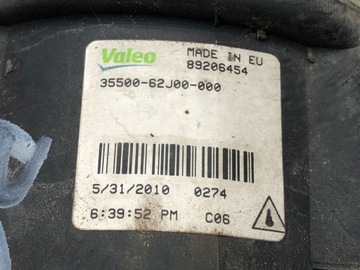 Valeo
MADE IN EU
89206454
35500-62J00-000
5/31/2010 0274
6:39:52 PM C06